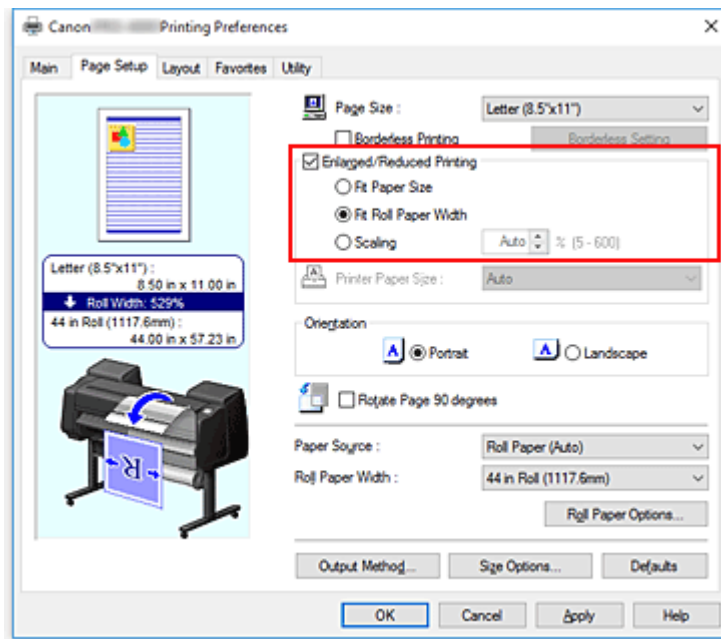 Canon Printing Preferences
Main Page Setup Layout Favorites Utility
Page Size : Letter (8.5"x11")
Borderless Printing Borderless Setting
Enlarged/Reduced Printing
Fit Paper Size
Fit Roll Paper Width
Scaling Auto % (5 - 600)
Letter (8.5"x11") :
8.50 in x 11.00 in
Roll Width: 529%
44 in Roll (1117.6mm) :
44.00 in x 57.23 in
Printer Paper Size : Auto
Orientation
A Portrait A Landscape
Rotate Page 90 degrees
R
Paper Source : Roll Paper (Auto)
Roll Paper Width : 44 in Roll (1117.6mm)
Roll Paper Options...
Output Method... Size Options... Defaults
OK Cancel Apply Help